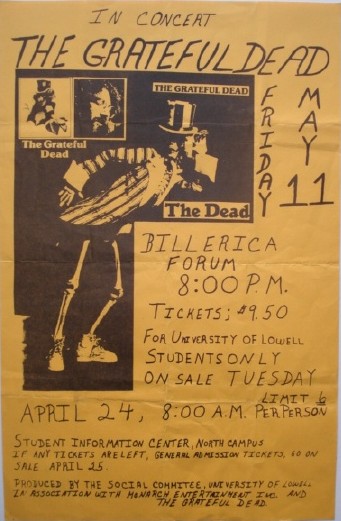 IN CONCERT
THE GRATEFUL DEAD
FRIDAY
MAY
11
The Grateful
Dead
THE GRATEFUL DEAD
The Dead
BILLERICA
FORUM
8:00 P.M.
TICKETS; $9.50
FOR UNIVERSITY OF LOWELL
STUDENTS ONLY
ON SALE TUESDAY
APRIL 24, 8:00 A.M.
LIMIT 6
PER PERSON
STUDENT INFORMATION CENTER, NORTH CAMPUS
IF ANY TICKETS ARE LEFT, GENERAL ADMISSION TICKETS, GO ON
SALE APRIL 25.
PRODUCED BY THE SOCIAL COMMITTEE, UNIVERSITY OF LOWELL
IN ASSOCIATION WITH MONARCH ENTERTAINMENT INC. AND
THE GRATEFUL DEAD.